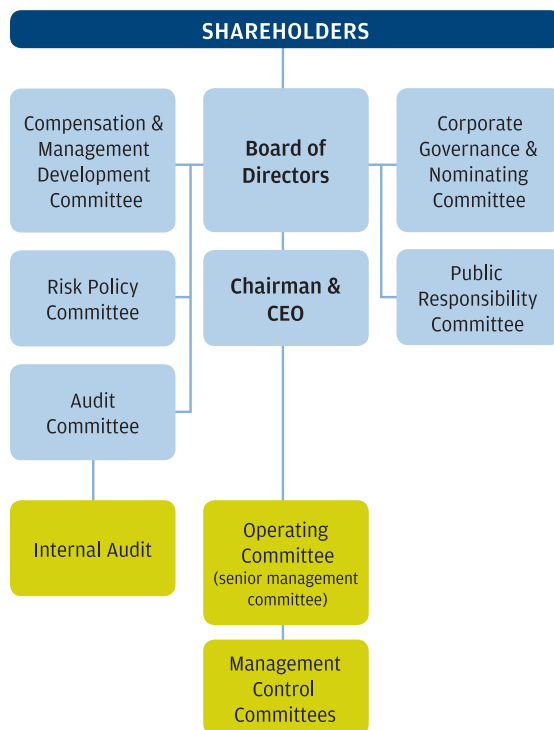 SHAREHOLDERS
Compensation &
Management
Development
Committee
Board of
Directors
Corporate
Governance &
Nominating
Committee
Risk Policy
Committee
Chairman &
CEO
Public
Responsibility
Committee
Audit
Committee
Internal Audit
Operating
Committee
(senior management
committee)
Management
Control
Committees